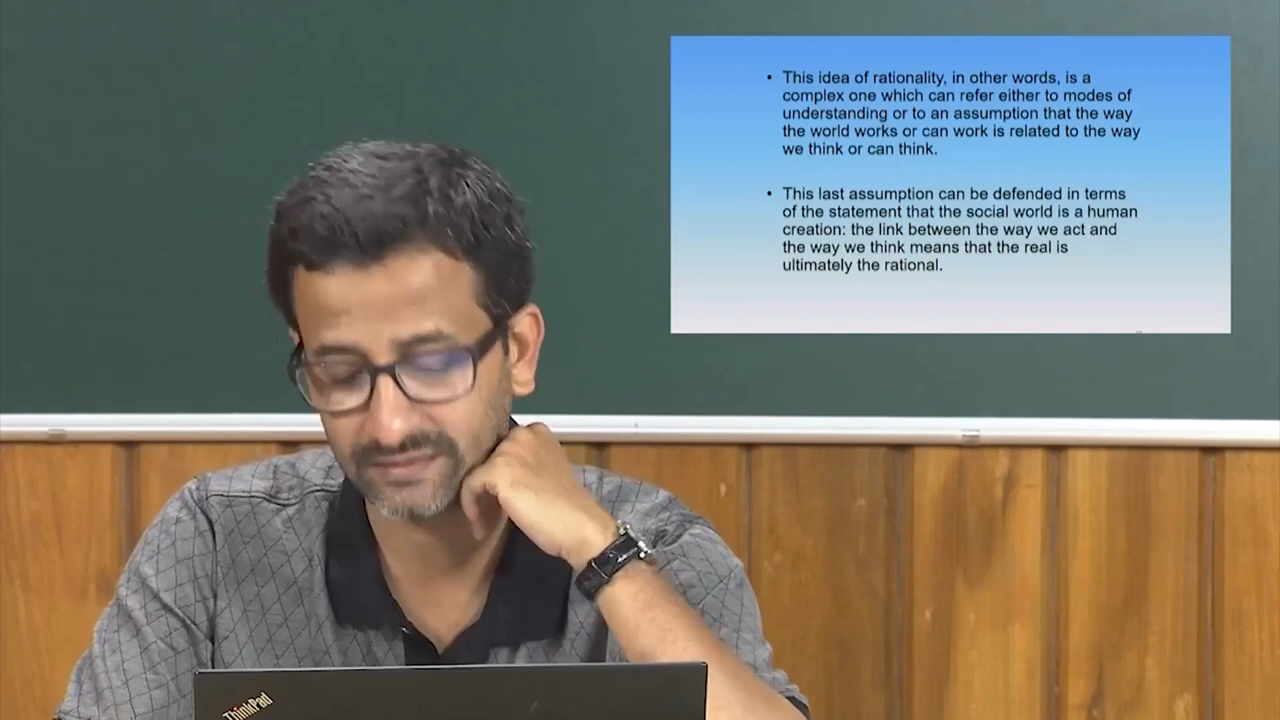 • This idea of rationality, in other words, is a
complex one which can refer either to modes of
understanding or to an assumption that the way
the world works or can work is related to the way
we think or can think.
• This last assumption can be defended in terms
of the statement that the social world is a human
creation: the link between the way we act and
the way we think means that the real is
ultimately the rational.
ThinkPad